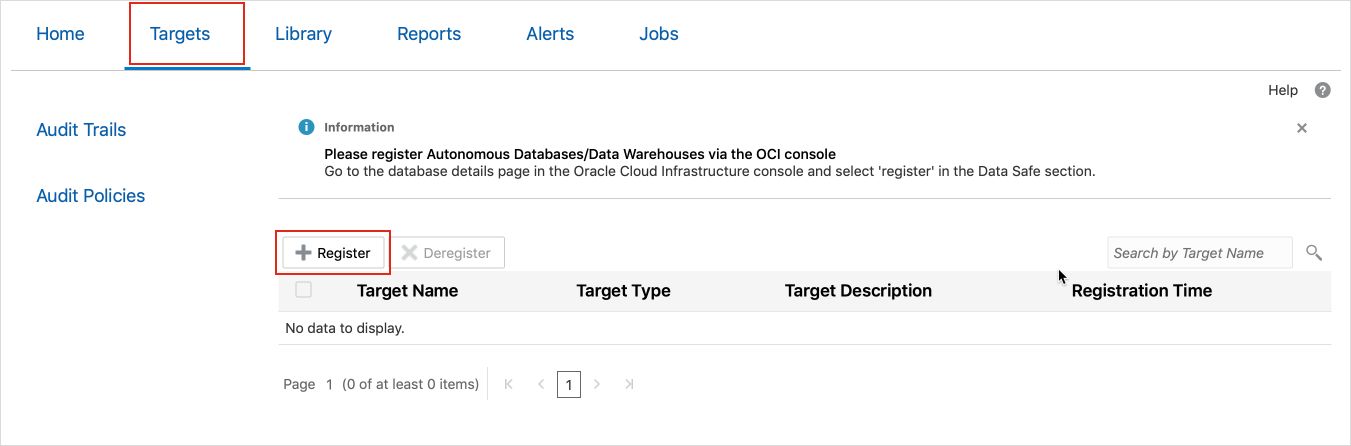 Home Targets Library Reports Alerts Jobs
Help ?
Audit Trails
Audit Policies
i Information
Please register Autonomous Databases/Data Warehouses via the OCI console
Go to the database details page in the Oracle Cloud Infrastructure console and select 'register' in the Data Safe section.
Register Deregister Search by Target Name
Target Name Target Type Target Description Registration Time
No data to display.
Page 1 (0 of at least 0 items) 1